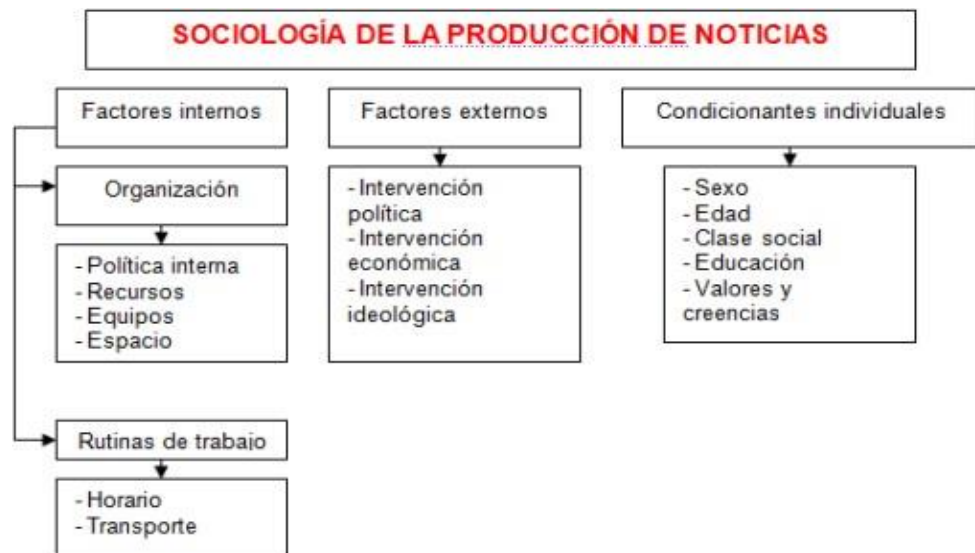 SOCIOLOGÍA DE LA PRODUCCIÓN DE NOTICIAS
Factores internos
Organización
- Política interna
- Recursos
- Equipos
- Espacio
Rutinas de trabajo
- Horario
- Transporte
Factores externos
- Intervención
política
- Intervención
económica
- Intervención
ideológica
Condicionantes individuales
- Sexo
- Edad
- Clase social
- Educación
- Valores y
creencias